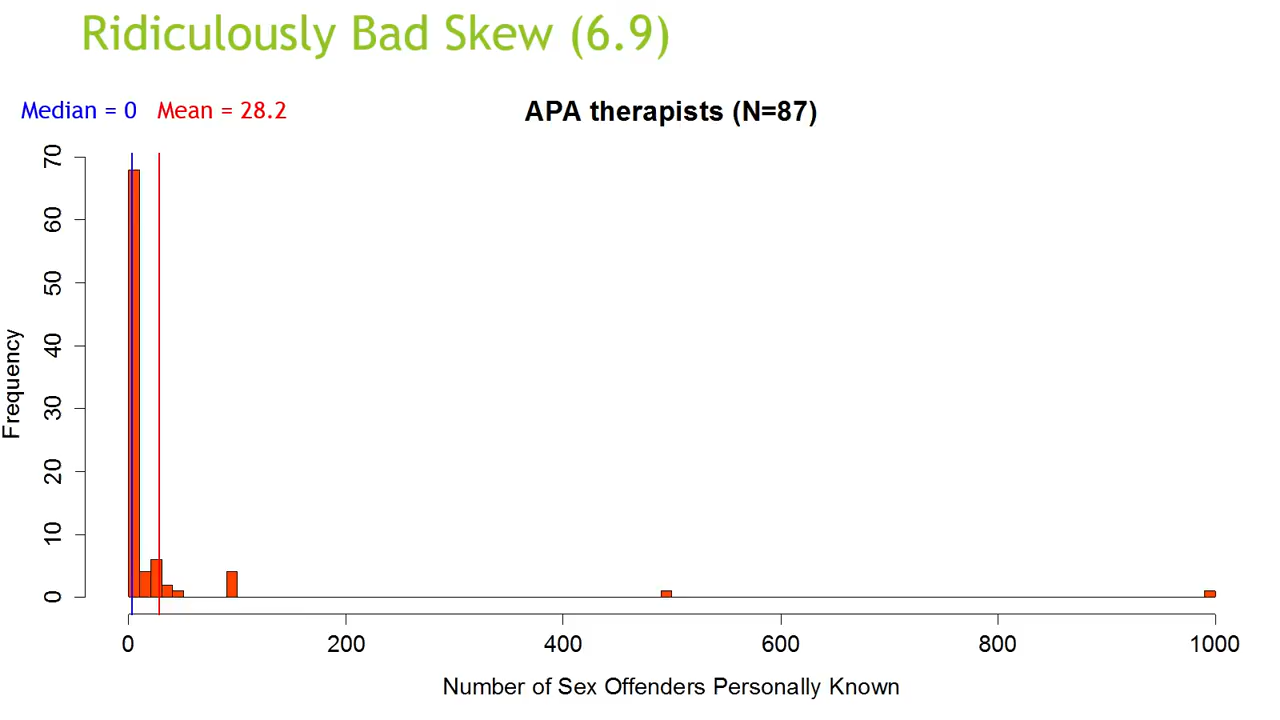 Ridiculously Bad Skew (6.9)
Median = 0 Mean = 28.2
APA therapists (N=87)
70
60
50
40
30
20
10
0
Frequency
0 200 400 600 800 1000
Number of Sex Offenders Personally Known